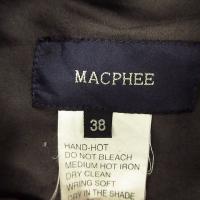 MACPHEE
38
HAND-HOT
DO NOT BLEACH
MEDIUM HOT IRON
DRY CLEAN
WRING SOFT
DRY IN THE SHADE